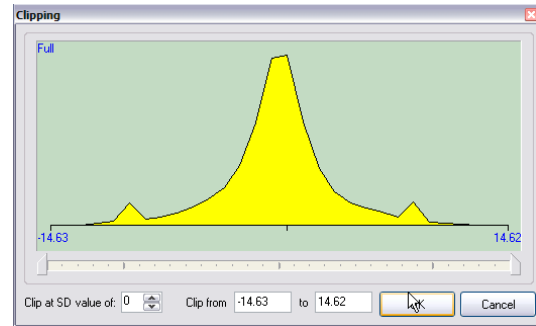 Clipping
Full
-14.63 14.62
Clip at SD value of: 0 Clip from -14.63 to 14.62 OK Cancel